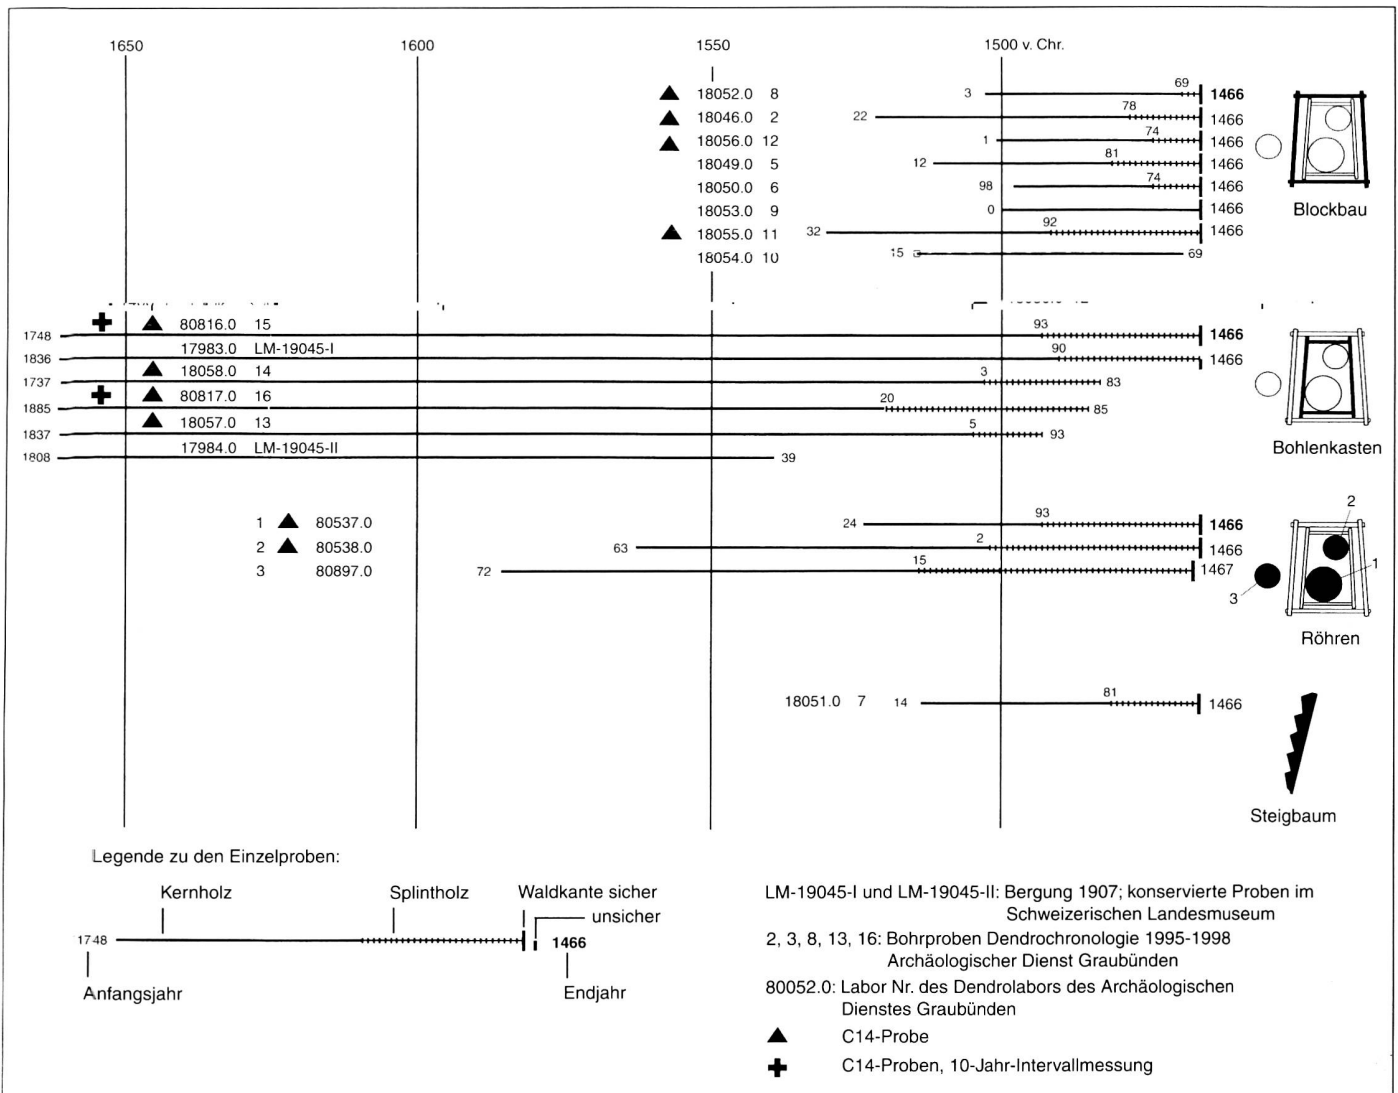 1650 1600 1550 1500 v. Chr.
18052.0 8 3 69 1466
18046.0 2 22 78 1466
18056.0 12 1 74 1466
18049.0 5 12 81 1466
18050.0 6 98 74 1466
18053.0 9 0 1466
18055.0 11 32 92 1466
18054.0 10 15 69
Blockbau
80816.0 15
1748 93 1466
17983.0 LM-19045-I
1836 90 1466
18058.0 14
1737 3 83
80817.0 16
1885 20 85
18057.0 13
1837 5 93
17984.0 LM-19045-II
1808 39
Bohlenkasten
1 80537.0 24 93 1466
2 80538.0 63 2 1466
3 80897.0 72 15 1467
2
1
3
Röhren
18051.0 7 14 81 1466
Steigbaum
Legende zu den Einzelproben:
Kernholz Splintholz Waldkante sicher
unsicher
1748 1466
Anfangsjahr Endjahr
LM-19045-I und LM-19045-II: Bergung 1907; konservierte Proben im
Schweizerischen Landesmuseum
2, 3, 8, 13, 16: Bohrproben Dendrochronologie 1995-1998
Archäologischer Dienst Graubünden
80052.0: Labor Nr. des Dendrolabors des Archäologischen
Dienstes Graubünden
C14-Probe
C14-Proben, 10-Jahr-Intervallmessung